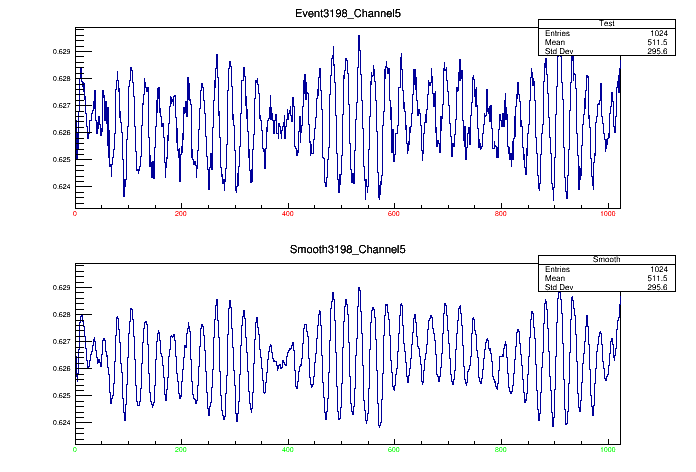 Event3198_Channel5
Test
Entries 1024
Mean 511.5
Std Dev 295.6
0.629
0.628
0.627
0.626
0.625
0.624
0 200 400 600 800 1000
Smooth3198_Channel5
Smooth
Entries 1024
Mean 511.5
Std Dev 295.6
0.629
0.628
0.627
0.626
0.625
0.624
0 200 400 600 800 1000